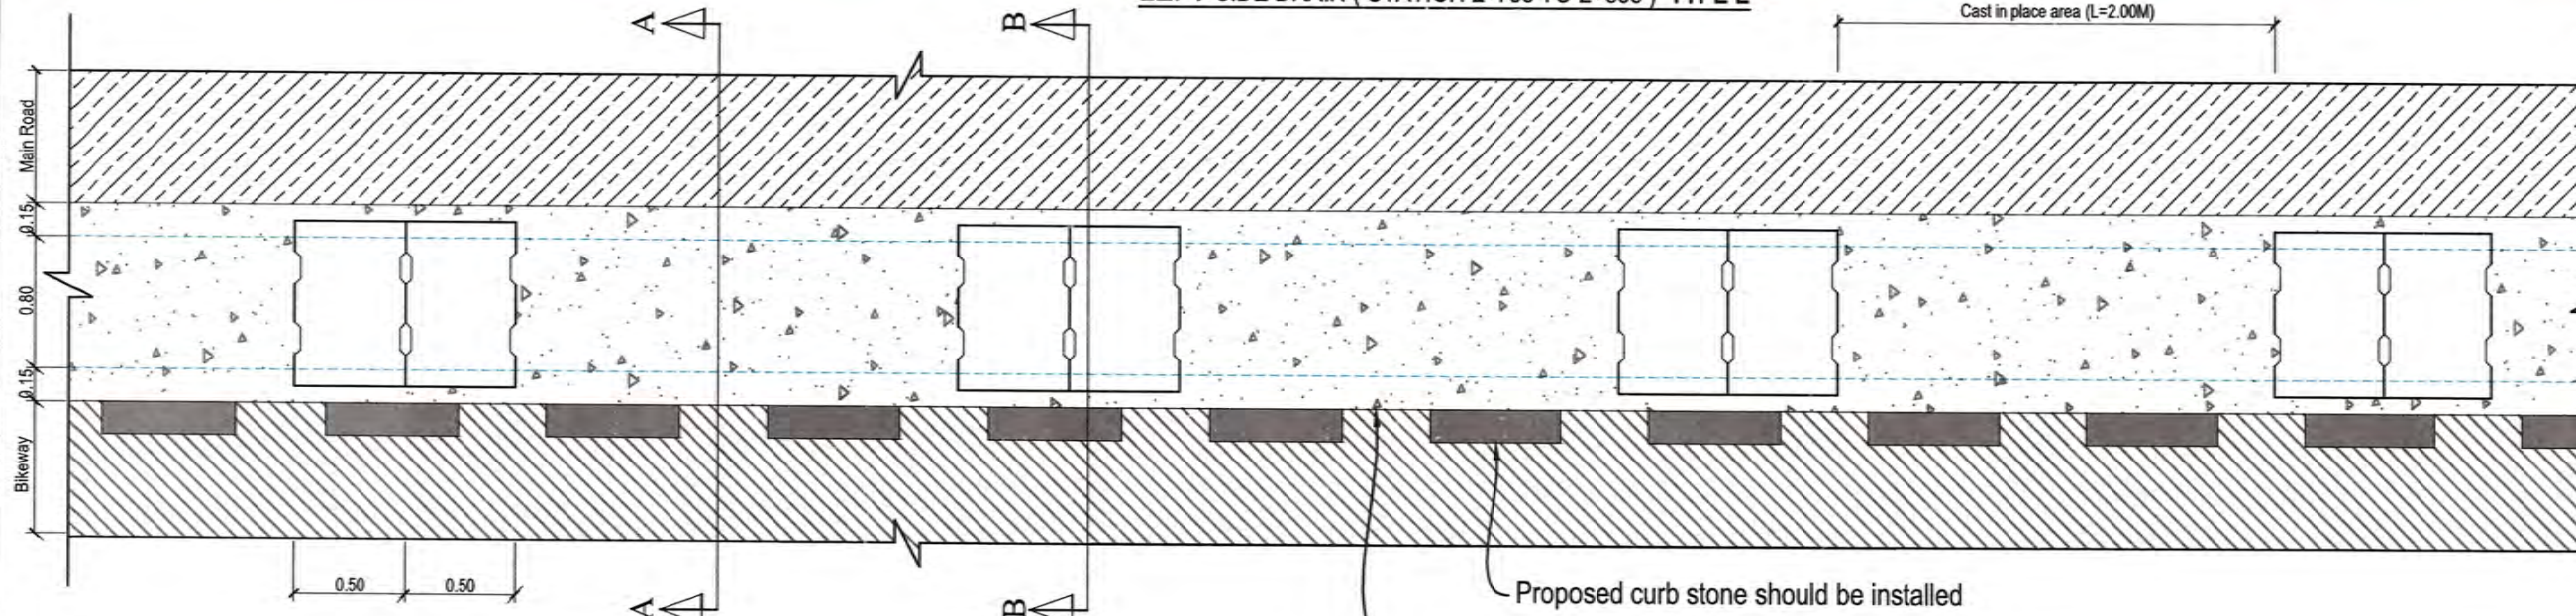 Cast in place area (L=2.00M)
A
B
Main Road
0.15
0.80
0.15
Bikeway
0.50
0.50
A
B
Proposed curb stone should be installed